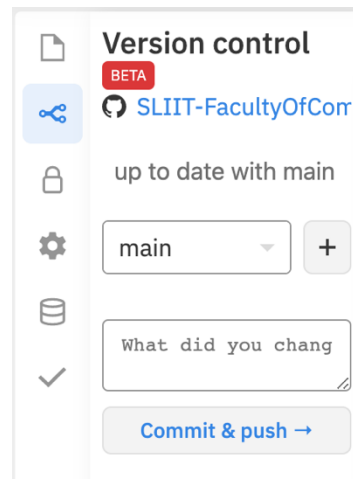 Version control
BETA
SLIIT-FacultyOfCom
up to date with main
main
+
What did you chang
Commit & push →